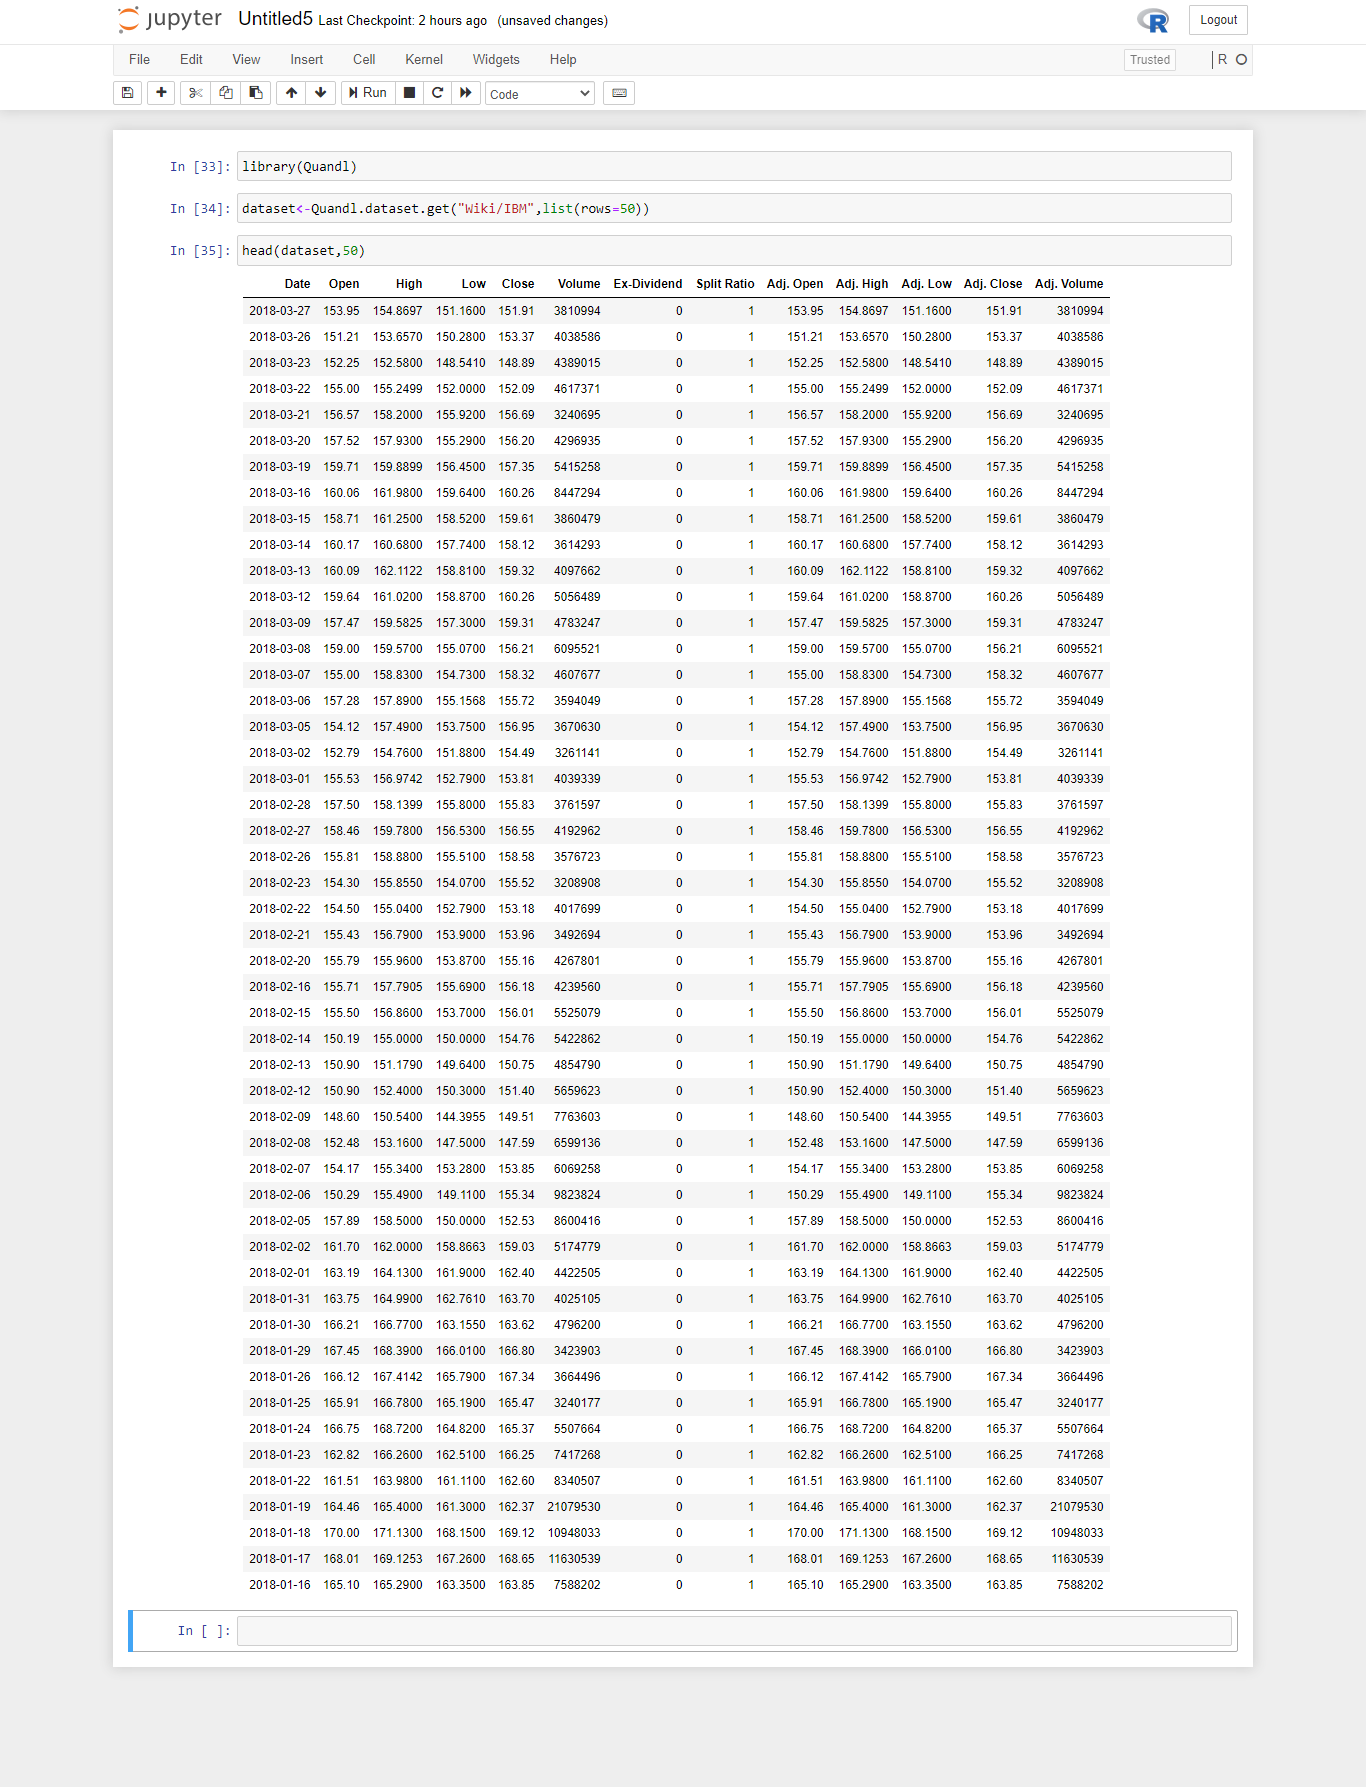 jupyter Untitled5 Last Checkpoint: 2 hours ago (unsaved changes) R Logout
File Edit View Insert Cell Kernel Widgets Help Trusted R
Run Code
In [33]: library(Quandl)
In [34]: dataset<-Quandl.dataset.get("Wiki/IBM",list(rows=50))
In [35]: head(dataset,50)
Date Open High Low Close Volume Ex-Dividend Split Ratio Adj. Open Adj. High Adj. Low Adj. Close Adj. Volume
2018-03-27 153.95 154.8697 151.1600 151.91 3810994 0 1 153.95 154.8697 151.1600 151.91 3810994
2018-03-26 151.21 153.6570 150.2800 153.37 4038586 0 1 151.21 153.6570 150.2800 153.37 4038586
2018-03-23 152.25 152.5800 148.5410 148.89 4389015 0 1 152.25 152.5800 148.5410 148.89 4389015
2018-03-22 155.00 155.2499 152.0000 152.09 4617371 0 1 155.00 155.2499 152.0000 152.09 4617371
2018-03-21 156.57 158.2000 155.9200 156.69 3240695 0 1 156.57 158.2000 155.9200 156.69 3240695
2018-03-20 157.52 157.9300 155.2900 156.20 4296935 0 1 157.52 157.9300 155.2900 156.20 4296935
2018-03-19 159.71 159.8899 156.4500 157.35 5415258 0 1 159.71 159.8899 156.4500 157.35 5415258
2018-03-16 160.06 161.9800 159.6400 160.26 8447294 0 1 160.06 161.9800 159.6400 160.26 8447294
2018-03-15 158.71 161.2500 158.5200 159.61 3860479 0 1 158.71 161.2500 158.5200 159.61 3860479
2018-03-14 160.17 160.6800 157.7400 158.12 3614293 0 1 160.17 160.6800 157.7400 158.12 3614293
2018-03-13 160.09 162.1122 158.8100 159.32 4097662 0 1 160.09 162.1122 158.8100 159.32 4097662
2018-03-12 159.64 161.0200 158.8700 160.26 5056489 0 1 159.64 161.0200 158.8700 160.26 5056489
2018-03-09 157.47 159.5825 157.3000 159.31 4783247 0 1 157.47 159.5825 157.3000 159.31 4783247
2018-03-08 159.00 159.5700 155.0700 156.21 6095521 0 1 159.00 159.5700 155.0700 156.21 6095521
2018-03-07 155.00 158.8300 154.7300 158.32 4607677 0 1 155.00 158.8300 154.7300 158.32 4607677
2018-03-06 157.28 157.8900 155.1568 155.72 3594049 0 1 157.28 157.8900 155.1568 155.72 3594049
2018-03-05 154.12 157.4900 153.7500 156.95 3670630 0 1 154.12 157.4900 153.7500 156.95 3670630
2018-03-02 152.79 154.7600 151.8800 154.49 3261141 0 1 152.79 154.7600 151.8800 154.49 3261141
2018-03-01 155.53 156.9742 152.7900 153.81 4039339 0 1 155.53 156.9742 152.7900 153.81 4039339
2018-02-28 157.50 158.1399 155.8000 155.83 3761597 0 1 157.50 158.1399 155.8000 155.83 3761597
2018-02-27 158.46 159.7800 156.5300 156.55 4192962 0 1 158.46 159.7800 156.5300 156.55 4192962
2018-02-26 155.81 158.8800 155.5100 158.58 3576723 0 1 155.81 158.8800 155.5100 158.58 3576723
2018-02-23 154.30 155.8550 154.0700 155.52 3208908 0 1 154.30 155.8550 154.0700 155.52 3208908
2018-02-22 154.50 155.0400 152.7900 153.18 4017699 0 1 154.50 155.0400 152.7900 153.18 4017699
2018-02-21 155.43 156.7900 153.9000 153.96 3492694 0 1 155.43 156.7900 153.9000 153.96 3492694
2018-02-20 155.79 155.9600 153.8700 155.16 4267801 0 1 155.79 155.9600 153.8700 155.16 4267801
2018-02-16 155.71 157.7905 155.6900 156.18 4239560 0 1 155.71 157.7905 155.6900 156.18 4239560
2018-02-15 155.50 156.8600 153.7000 156.01 5525079 0 1 155.50 156.8600 153.7000 156.01 5525079
2018-02-14 150.19 155.0000 150.0000 154.76 5422862 0 1 150.19 155.0000 150.0000 154.76 5422862
2018-02-13 150.90 151.1790 149.6400 150.75 4854790 0 1 150.90 151.1790 149.6400 150.75 4854790
2018-02-12 150.90 152.4000 150.3000 151.40 5659623 0 1 150.90 152.4000 150.3000 151.40 5659623
2018-02-09 148.60 150.5400 144.3955 149.51 7763603 0 1 148.60 150.5400 144.3955 149.51 7763603
2018-02-08 152.48 153.1600 147.5000 147.59 6599136 0 1 152.48 153.1600 147.5000 147.59 6599136
2018-02-07 154.17 155.3400 153.2800 153.85 6069258 0 1 154.17 155.3400 153.2800 153.85 6069258
2018-02-06 150.29 155.4900 149.1100 155.34 9823824 0 1 150.29 155.4900 149.1100 155.34 9823824
2018-02-05 157.89 158.5000 150.0000 152.53 8600416 0 1 157.89 158.5000 150.0000 152.53 8600416
2018-02-02 161.70 162.0000 158.8663 159.03 5174779 0 1 161.70 162.0000 158.8663 159.03 5174779
2018-02-01 163.19 164.1300 161.9000 162.40 4422505 0 1 163.19 164.1300 161.9000 162.40 4422505
2018-01-31 163.75 164.9900 162.7610 163.70 4025105 0 1 163.75 164.9900 162.7610 163.70 4025105
2018-01-30 166.21 166.7700 163.1550 163.62 4796200 0 1 166.21 166.7700 163.1550 163.62 4796200
2018-01-29 167.45 168.3900 166.0100 166.80 3423903 0 1 167.45 168.3900 166.0100 166.80 3423903
2018-01-26 166.12 167.4142 165.7900 167.34 3664496 0 1 166.12 167.4142 165.7900 167.34 3664496
2018-01-25 165.91 166.7800 165.1900 165.47 3240177 0 1 165.91 166.7800 165.1900 165.47 3240177
2018-01-24 166.75 168.7200 164.8200 165.37 5507664 0 1 166.75 168.7200 164.8200 165.37 5507664
2018-01-23 162.82 166.2600 162.5100 166.25 7417268 0 1 162.82 166.2600 162.5100 166.25 7417268
2018-01-22 161.51 163.9800 161.1100 162.60 8340507 0 1 161.51 163.9800 161.1100 162.60 8340507
2018-01-19 164.46 165.4000 161.3000 162.37 21079530 0 1 164.46 165.4000 161.3000 162.37 21079530
2018-01-18 170.00 171.1300 168.1500 169.12 10948033 0 1 170.00 171.1300 168.1500 169.12 10948033
2018-01-17 168.01 169.1253 167.2600 168.65 11630539 0 1 168.01 169.1253 167.2600 168.65 11630539
2018-01-16 165.10 165.2900 163.3500 163.85 7588202 0 1 165.10 165.2900 163.3500 163.85 7588202
In [ ]: